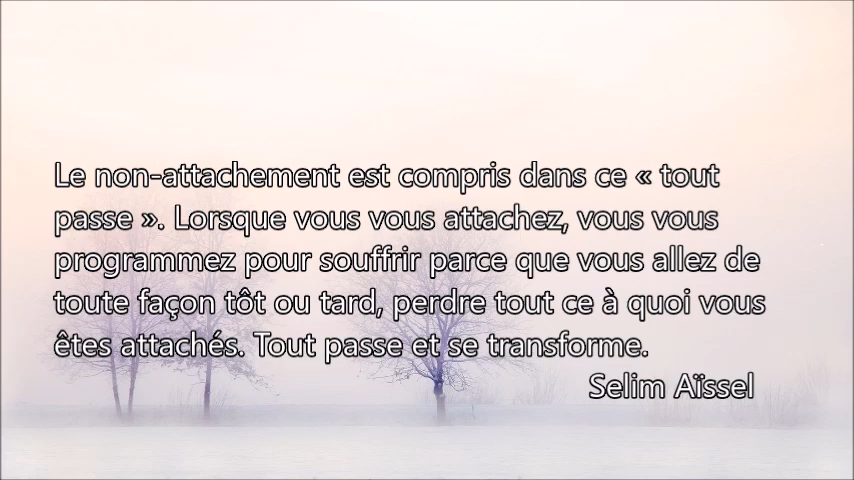 Le non-attachement est compris dans ce « tout
passe ». Lorsque vous vous attachez, vous vous
programmez pour souffrir parce que vous allez de
toute façon tôt ou tard, perdre tout ce à quoi vous
êtes attachés. Tout passe et se transforme.
Selim Aïssel